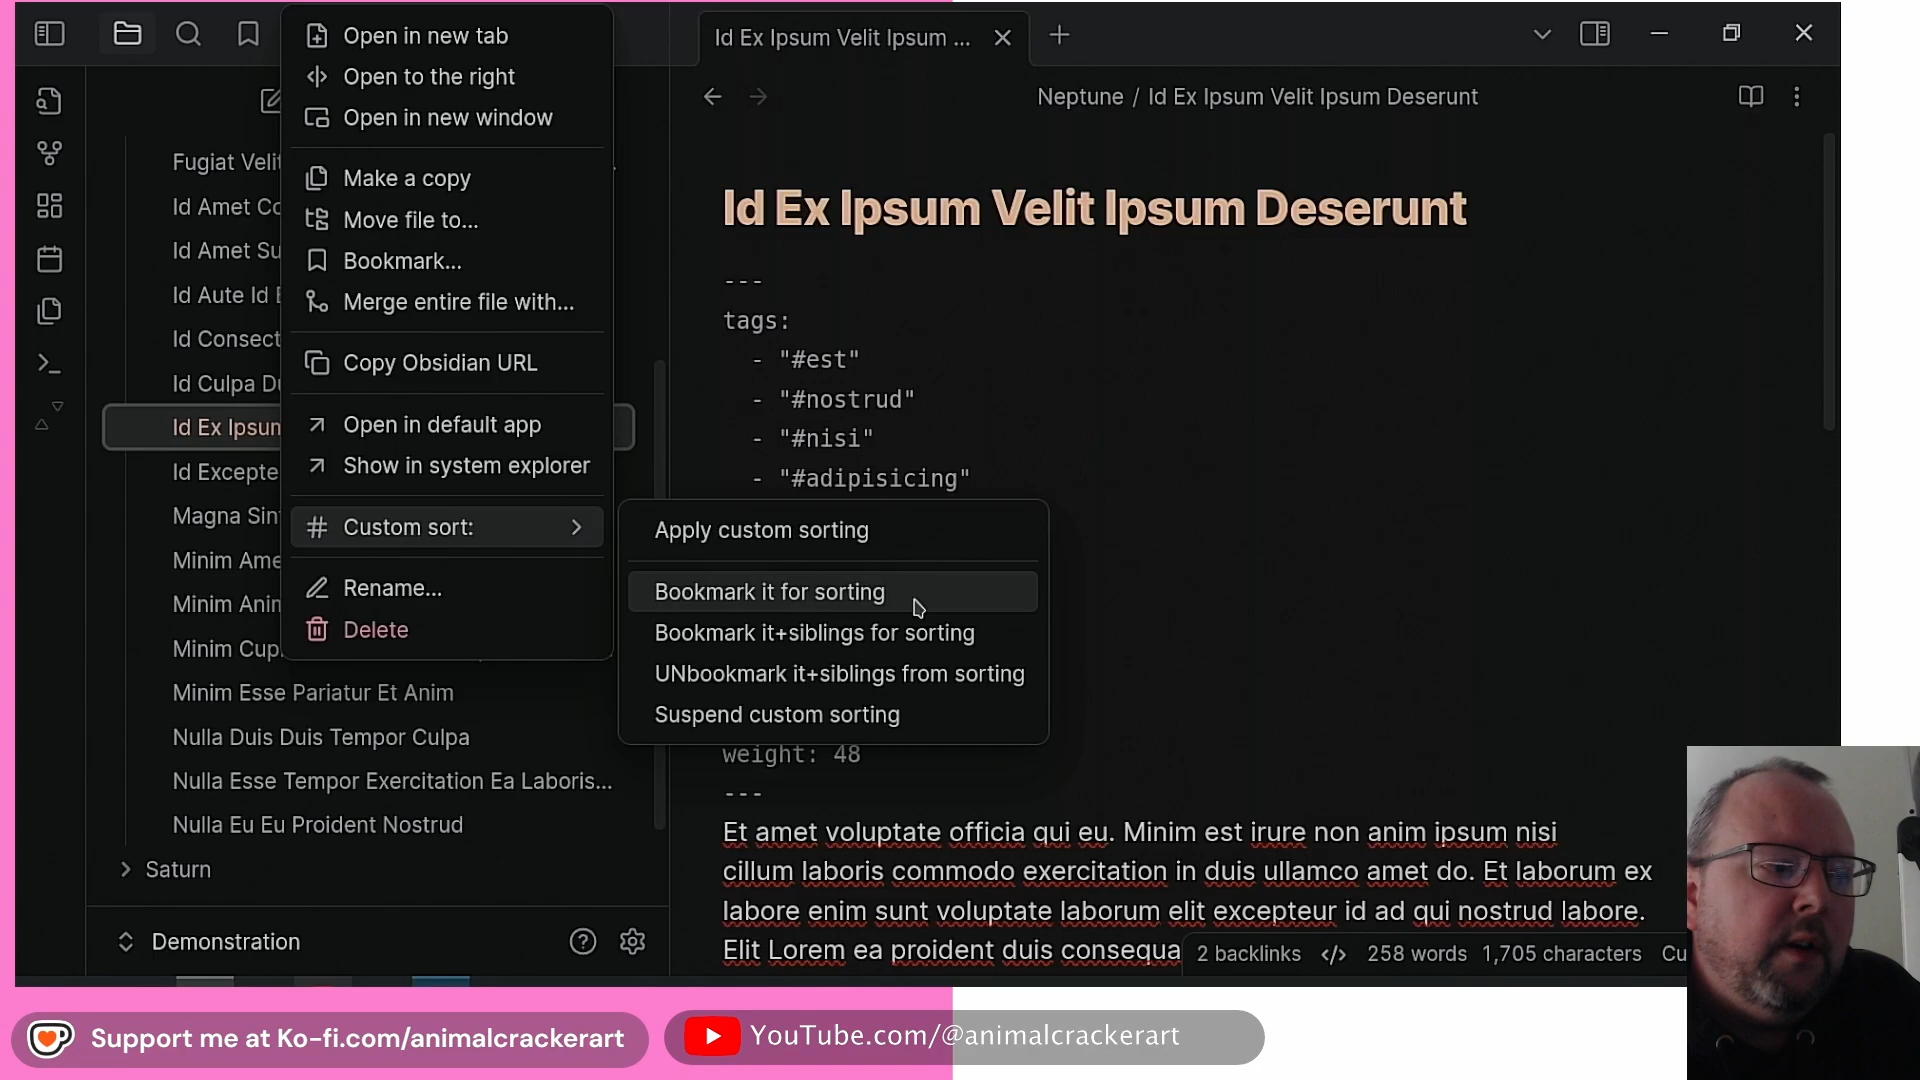 Id Ex Ipsum Velit Ipsum ...
Open in new tab
Open to the right
Open in new window
Make a copy
Move file to...
Bookmark...
Merge entire file with...
Copy Obsidian URL
Open in default app
Show in system explorer
Custom sort:
Rename...
Delete
Apply custom sorting
Bookmark it for sorting
Bookmark it+siblings for sorting
UNbookmark it+siblings from sorting
Suspend custom sorting
Fugiat Velit
Id Amet Co
Id Amet Su
Id Aute Id E
Id Consect
Id Culpa Du
Id Ex Ipsum
Id Excepte
Magna Sin
Minim Ame
Minim Anim
Minim Cup
Minim Esse Pariatur Et Anim
Nulla Duis Duis Tempor Culpa
Nulla Esse Tempor Exercitation Ea Laboris...
Nulla Eu Eu Proident Nostrud
Saturn
Demonstration
Neptune / Id Ex Ipsum Velit Ipsum Deserunt
Id Ex Ipsum Velit Ipsum Deserunt
---
tags:
- "#est"
- "#nostrud"
- "#nisi"
- "#adipisicing"
weight: 48
---
Et amet voluptate officia qui eu. Minim est irure non anim ipsum nisi
cillum laboris commodo exercitation in duis ullamco amet do. Et laborum ex
labore enim sunt voluptate laborum elit excepteur id ad qui nostrud labore.
Elit Lorem ea proident duis consequa
2 backlinks </> 258 words 1,705 characters Cu
Support me at Ko-fi.com/animalcrackerart
YouTube.com/@animalcrackerart